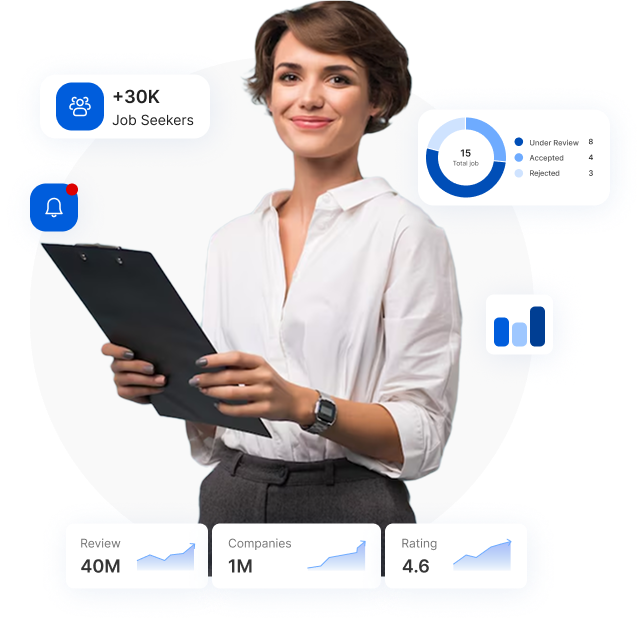 +30K
Job Seekers
15
Total job
Under Review 8
Accepted 4
Rejected 3
Review
40M
Companies
1M
Rating
4.6